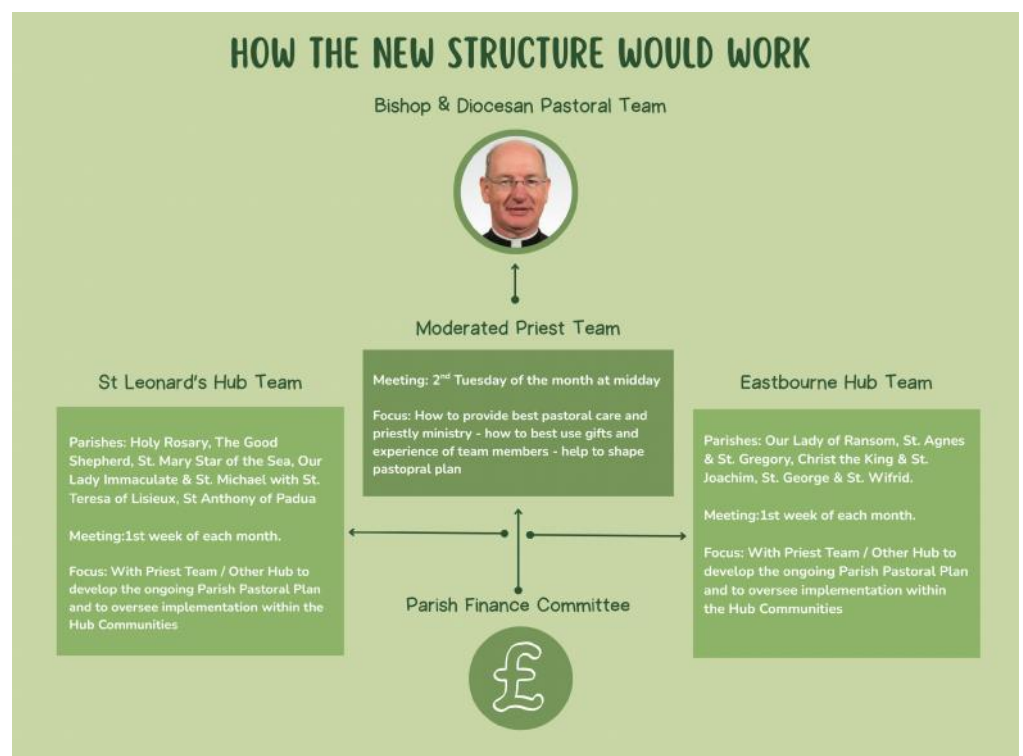 HOW THE NEW STRUCTURE WOULD WORK
Bishop & Diocesan Pastoral Team
Moderated Priest Team
Meeting: 2nd Tuesday of the month at midday
Focus: How to provide best pastoral care and
priestly ministry - how to best use gifts and
experience of team members - help to shape
pastopral plan
St Leonard's Hub Team
Parishes: Holy Rosary, The Good
Shepherd, St. Mary Star of the Sea, Our
Lady Immaculate & St. Michael with St.
Teresa of Lisieux, St Anthony of Padua
Meeting:1st week of each month.
Focus: With Priest Team / Other Hub to
develop the ongoing Parish Pastoral Plan
and to oversee implementation within the
Hub Communities
Eastbourne Hub Team
Parishes: Our Lady of Ransom, St. Agnes
& St. Gregory, Christ the King & St.
Joachim, St. George & St. Wifrid.
Meeting:1st week of each month.
Focus: With Priest Team / Other Hub to
develop the ongoing Parish Pastoral Plan
and to oversee implementation within
the Hub Communities
Parish Finance Committee
£